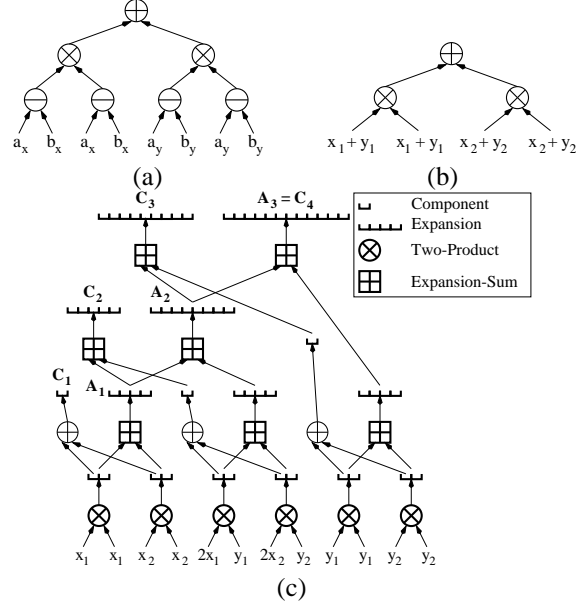 a_x b_x a_x b_x a_y b_y a_y b_y
(a)
x_1 + y_1 x_1 + y_1 x_2 + y_2 x_2 + y_2
(b)
C_3 A_3 = C_4
Component
Expansion
Two-Product
Expansion-Sum
C_2 A_2
C_1 A_1
x_1 x_1 x_2 x_2 2x_1 y_1 2x_2 y_2 y_1 y_1 y_2 y_2
(c)